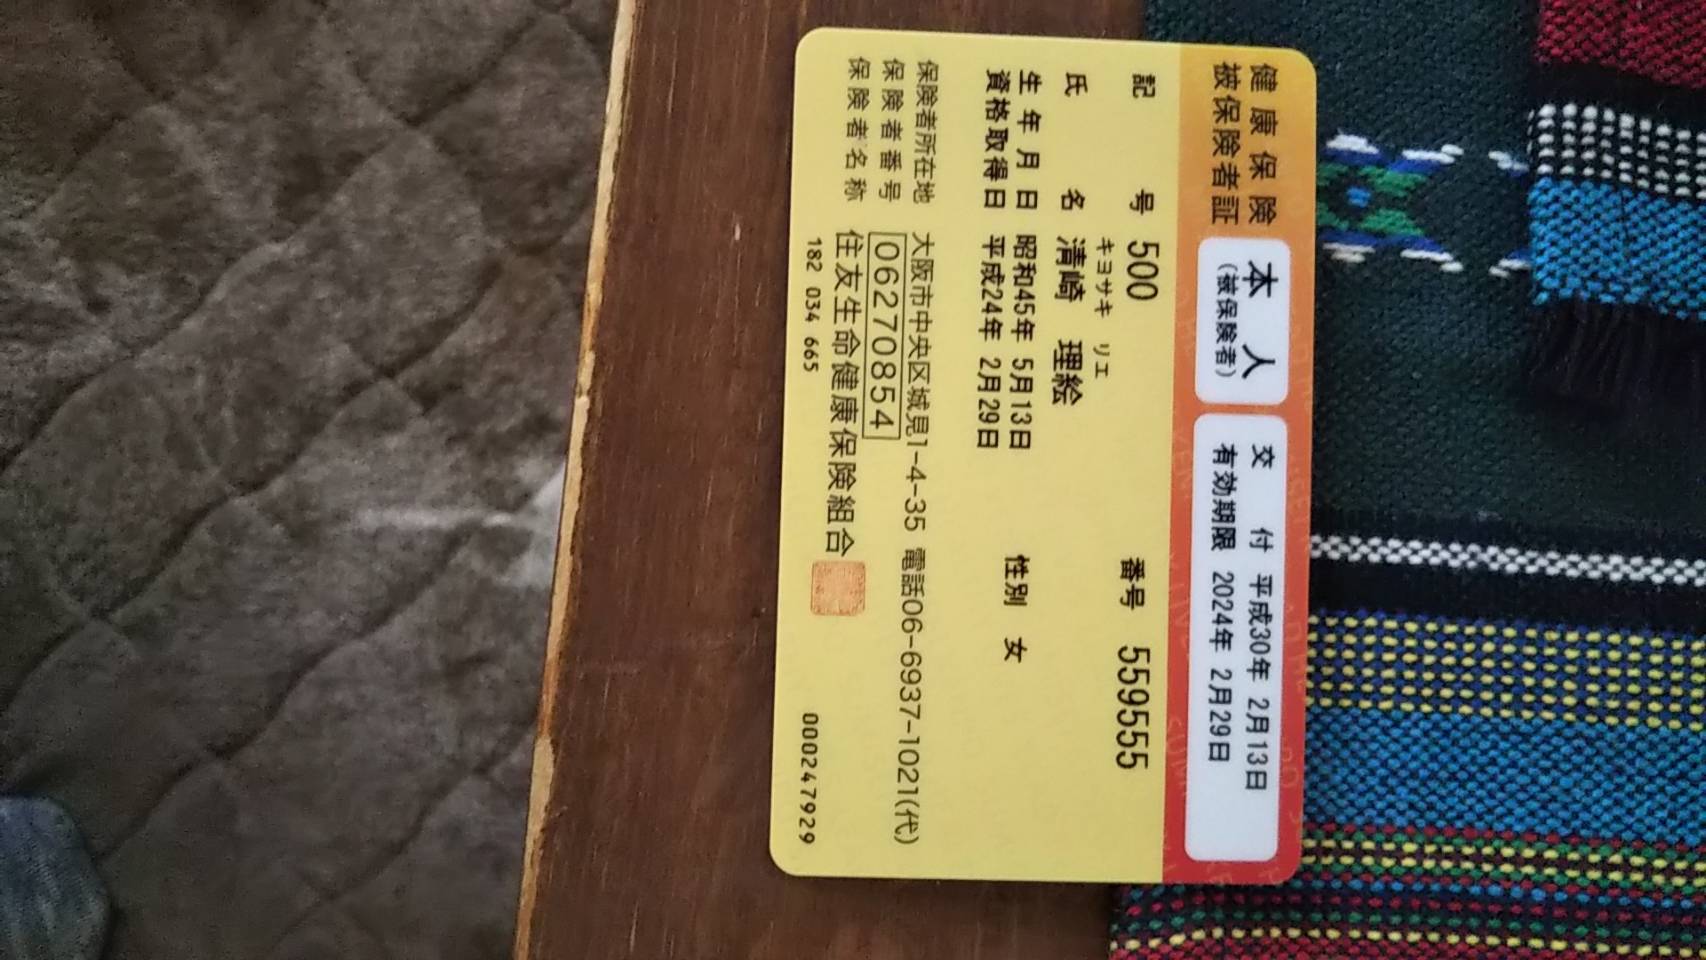 健康保険
被保険者証
本人
(被保険者)
交付 平成30年 2月13日
有効期限 2024年 2月29日
記号 500 番号 5595555
キヨサキ リエ
氏名 清崎 理絵
生年月日 昭和45年 5月13日 性別 女
資格取得日 平成24年 2月29日
保険者所在地 大阪市中央区城見1-4-35 電話06-6937-1021(代)
保険者番号 06270854
保険者名称 住友生命健康保険組合
182 034 665 000247929